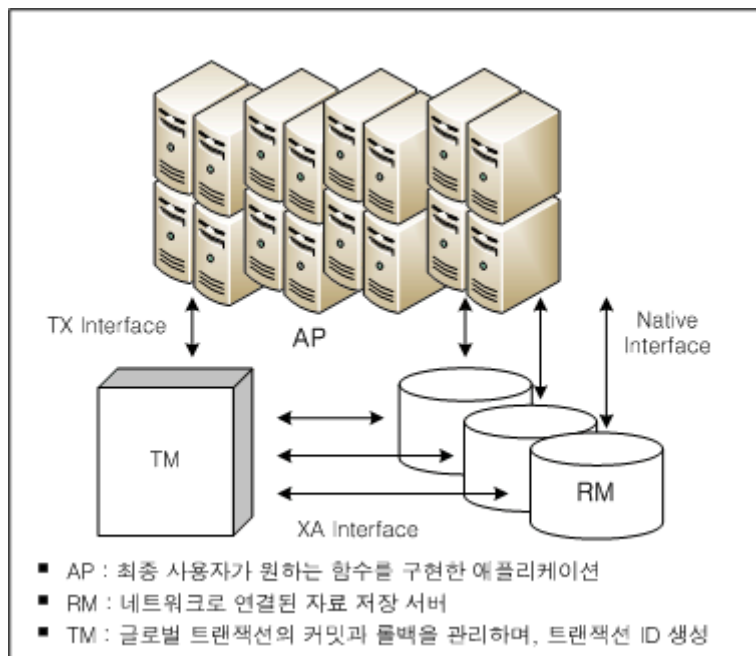 TX Interface
AP
Native
Interface
TM
RM
XA Interface
▪ AP : 최종 사용자가 원하는 함수를 구현한 애플리케이션
▪ RM : 네트워크로 연결된 자료 저장 서버
▪ TM : 글로벌 트랜잭션의 커밋과 롤백을 관리하며, 트랜잭션 ID 생성